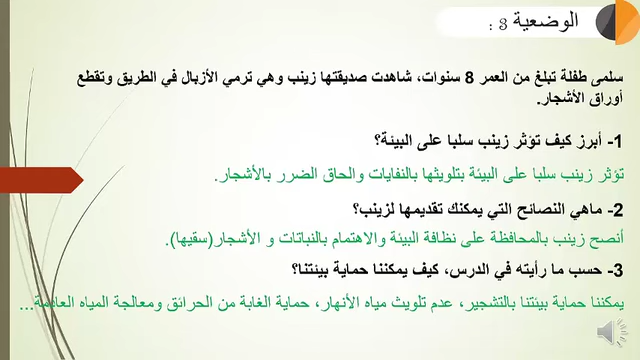 الوضعية 3 :
سلمى طفلة تبلغ من العمر 8 سنوات، شاهدت صديقتها زينب وهي ترمي الأزبال في الطريق وتقطع
أوراق الأشجار.
1- أبرز كيف تؤثر زينب سلبا على البيئة؟
تؤثر زينب سلبا على البيئة بتلويثها بالنفايات والحاق الضرر بالأشجار.
2- ماهي النصائح التي يمكنك تقديمها لزينب؟
أنصح زينب بالمحافظة على نظافة البيئة والاهتمام بالنباتات و الأشجار(سقيها).
3- حسب ما رأيته في الدرس، كيف يمكننا حماية بيئتنا؟
يمكننا حماية بيئتنا بالتشجير، عدم تلويث مياه الأنهار، حماية الغابة من الحرائق ومعالجة المياه العادمة...